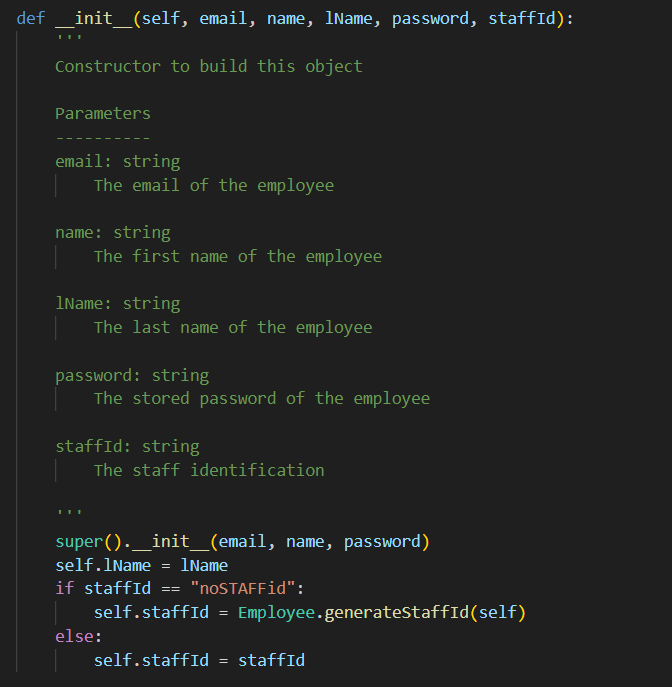 def __init__(self, email, name, lName, password, staffId):
'''
Constructor to build this object
Parameters
----------
email: string
The email of the employee
name: string
The first name of the employee
lName: string
The last name of the employee
password: string
The stored password of the employee
staffId: string
The staff identification
'''
super().__init__(email, name, password)
self.lName = lName
if staffId == "noSTAFFid":
self.staffId = Employee.generateStaffId(self)
else:
self.staffId = staffId